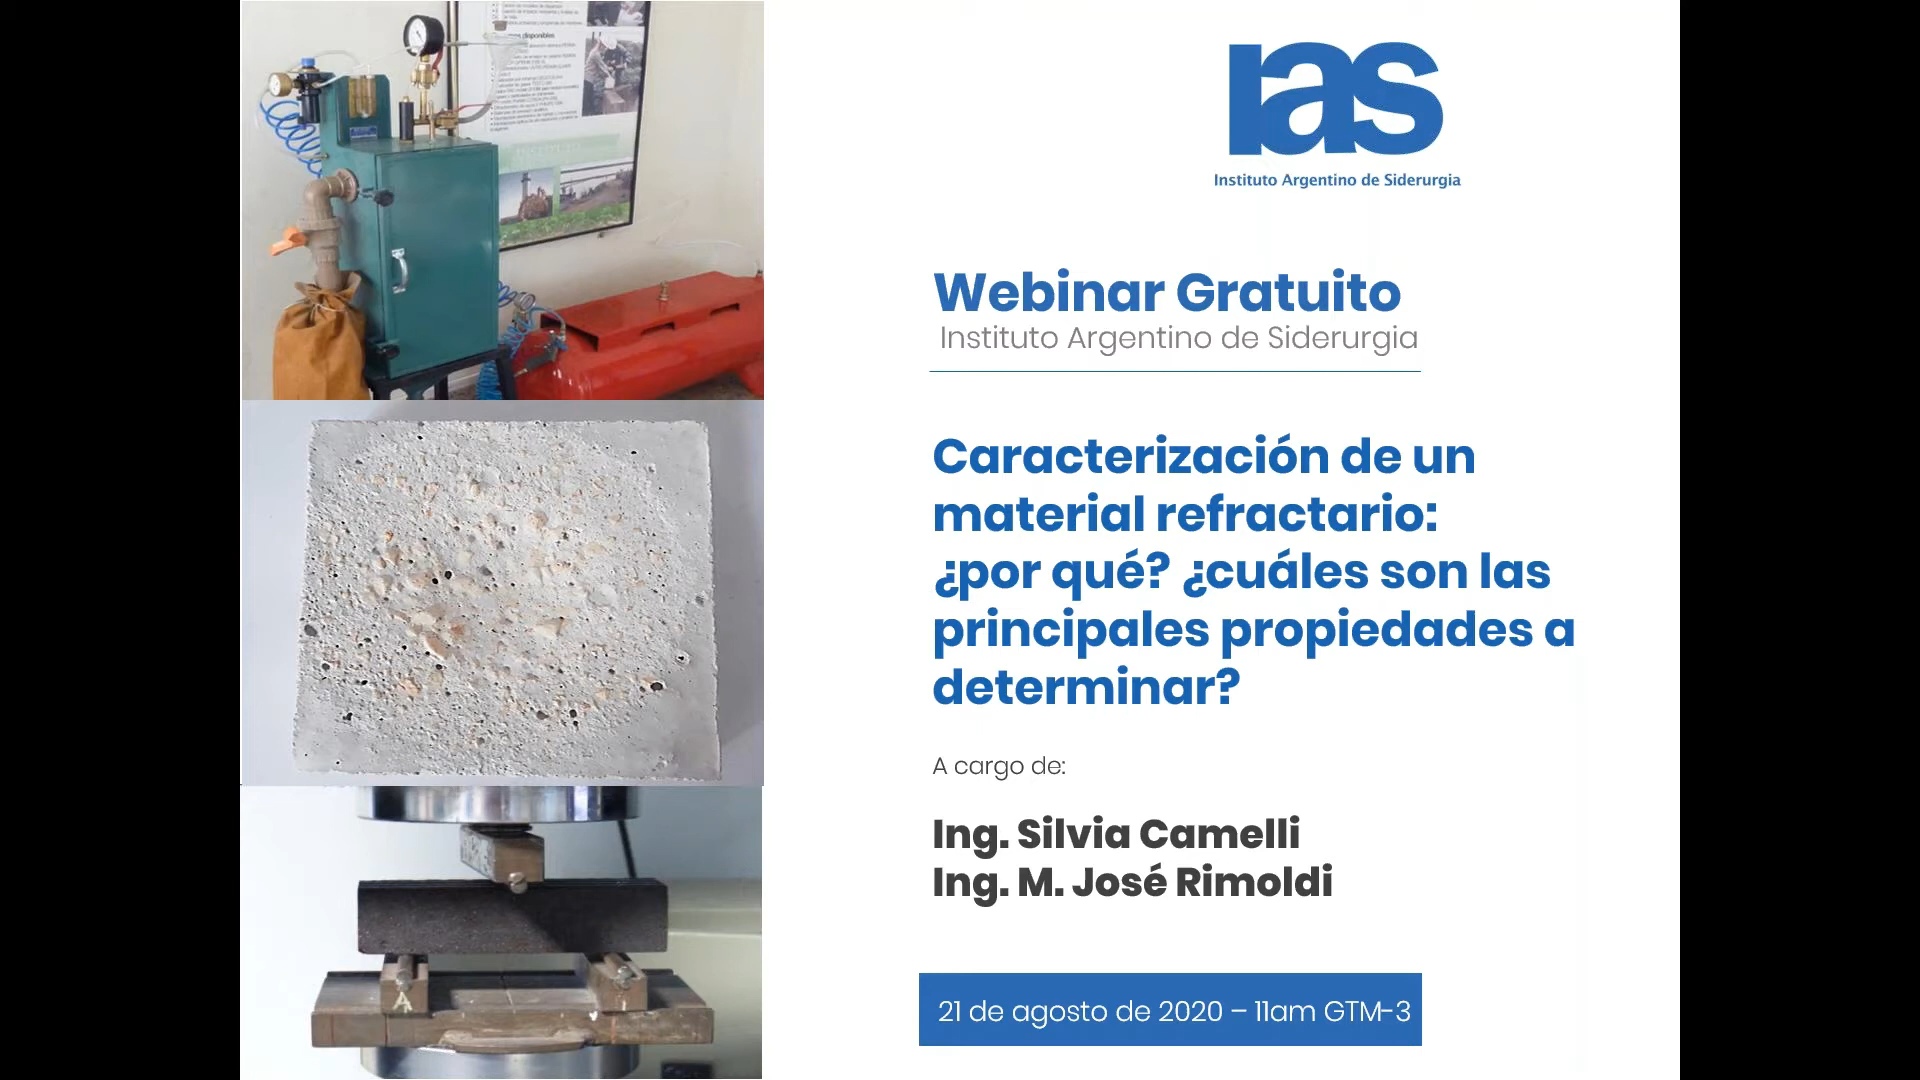 disponibles
ias
Instituto Argentino de Siderurgia
Webinar Gratuito
Instituto Argentino de Siderurgia
Caracterización de un
material refractario:
¿por qué? ¿cuáles son las
principales propiedades a
determinar?
A cargo de:
Ing. Silvia Camelli
Ing. M. José Rimoldi
21 de agosto de 2020 – 11am GTM-3
A